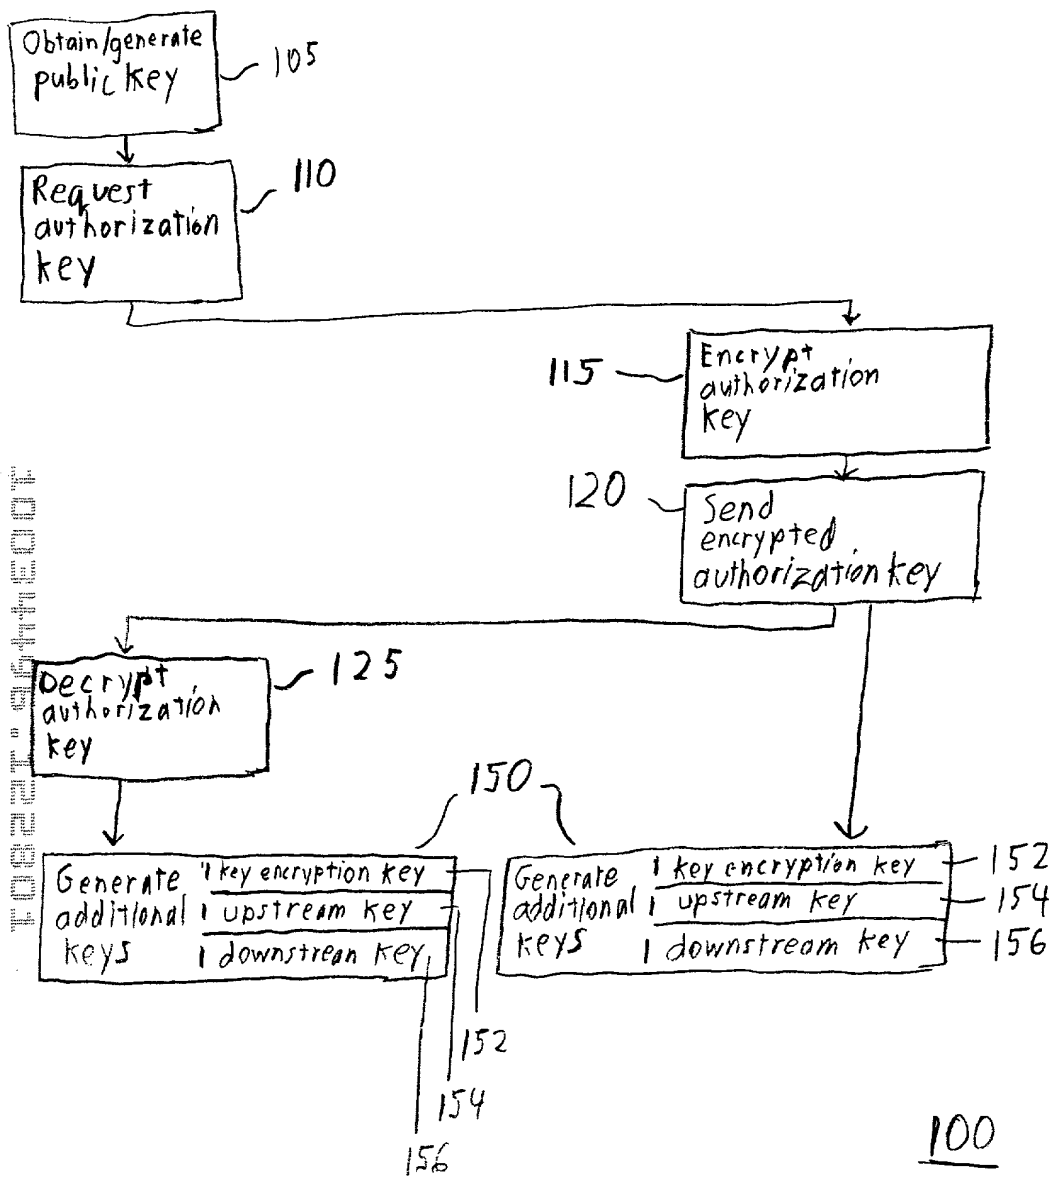 Obtain/generate
public key
105
Request
authorization
key
110
115
Encrypt
authorization
key
120
Send
encrypted
authorization key
Decrypt
authorization
key
125
150
Generate
additional
keys
1 key encryption key
1 upstream key
1 downstream key
152
154
156
Generate
additional
keys
1 key encryption key
1 upstream key
1 downstream key
152
154
156
100